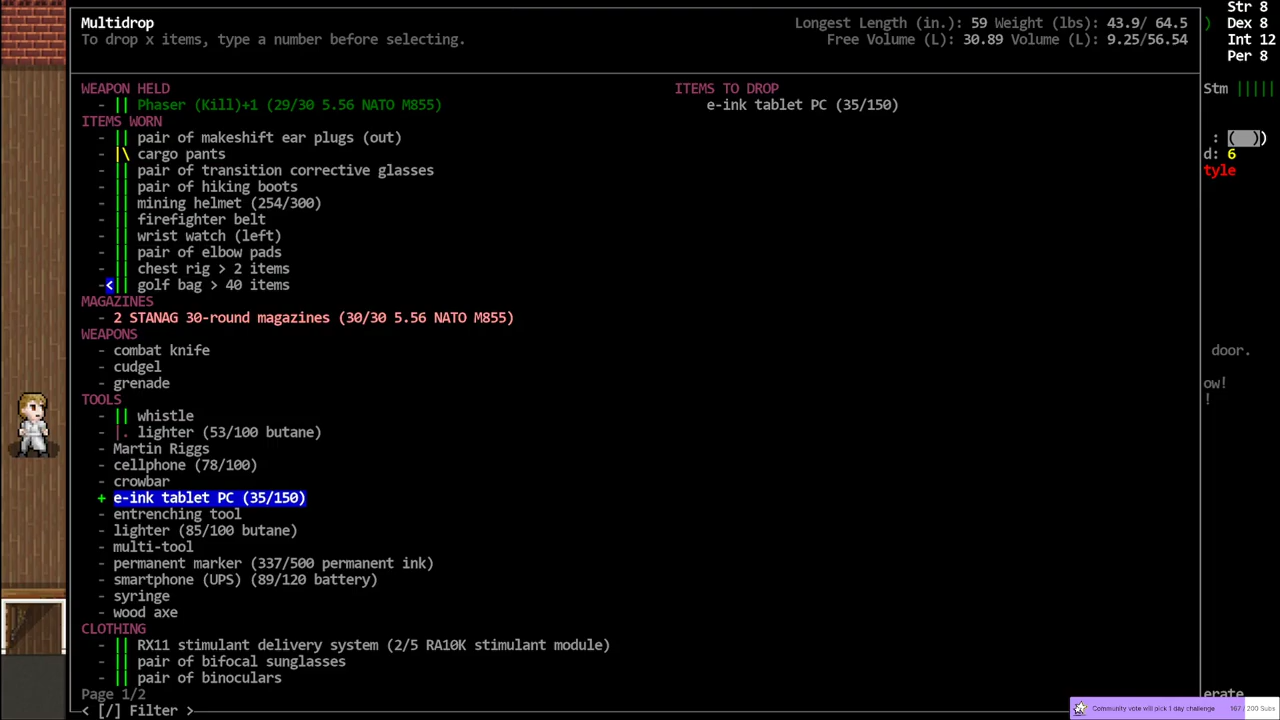 Multidrop
Longest Length (in.): 59 Weight (lbs): 43.9/ 64.5
To drop x items, type a number before selecting.
Free Volume (L): 30.89 Volume (L): 9.25/56.54
Str 8
Dex 8
Int 12
Per 8
Stm |||||
: (  ))
d: 6
tyle
door.
ow!
!
erate
WEAPON HELD
- || Phaser (Kill)+1 (29/30 5.56 NATO M855)
ITEMS WORN
- || pair of makeshift ear plugs (out)
- |\ cargo pants
- || pair of transition corrective glasses
- || pair of hiking boots
- || mining helmet (254/300)
- || firefighter belt
- || wrist watch (left)
- || pair of elbow pads
- || chest rig > 2 items
-<|| golf bag > 40 items
MAGAZINES
- 2 STANAG 30-round magazines (30/30 5.56 NATO M855)
WEAPONS
- combat knife
- cudgel
- grenade
TOOLS
- || whistle
- |. lighter (53/100 butane)
- Martin Riggs
- cellphone (78/100)
- crowbar
+ e-ink tablet PC (35/150)
- entrenching tool
- lighter (85/100 butane)
- multi-tool
- permanent marker (337/500 permanent ink)
- smartphone (UPS) (89/120 battery)
- syringe
- wood axe
CLOTHING
- || RX11 stimulant delivery system (2/5 RA10K stimulant module)
- || pair of bifocal sunglasses
- || pair of binoculars
Page 1/2
< [/] Filter >
ITEMS TO DROP
e-ink tablet PC (35/150)
Community vote will pick 1 day challenge 167 / 200 Subs